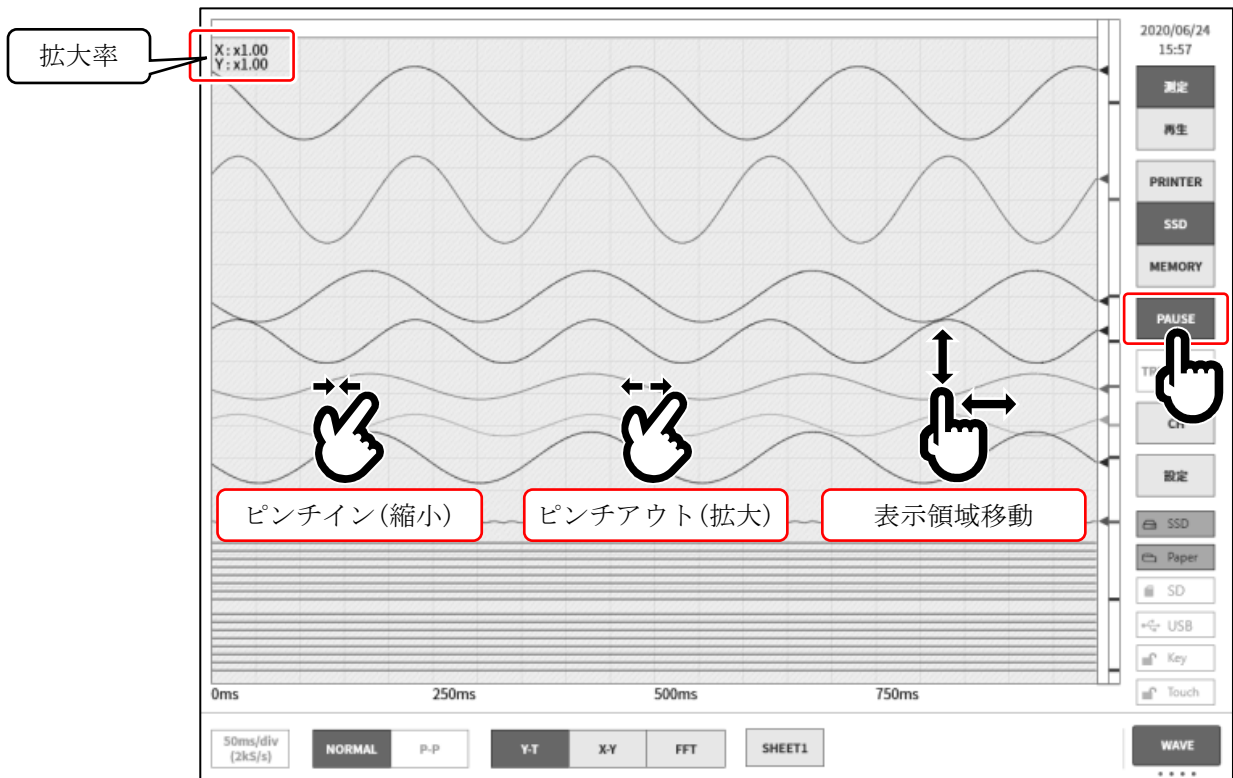 拡大率
X:x1.00
Y:x1.00
2020/06/24
15:57
測定
再生
PRINTER
SSD
MEMORY
PAUSE
CH
設定
ピンチイン(縮小)
ピンチアウト(拡大)
表示領域移動
SSD
Paper
SD
USB
Key
Touch
0ms
250ms
500ms
750ms
50ms/div
(2kS/s)
NORMAL
P-P
Y-T
X-Y
FFT
SHEET1
WAVE